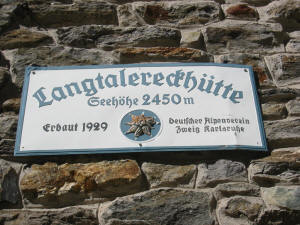 Langtalereckhütte
Seehöhe 2450 m
Erbaut 1929
Deutscher Alpenverein
Zweig Karlsruhe